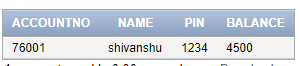 ACCOUNTNO NAME PIN BALANCE
76001 shivanshu 1234 4500